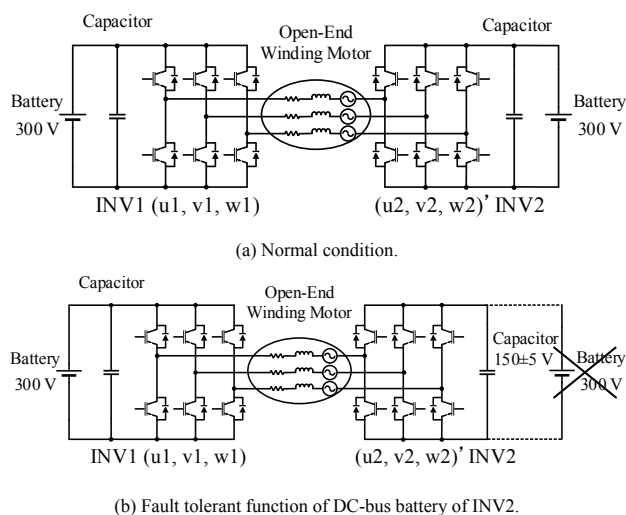 Capacitor
Open-End
Winding Motor
Capacitor
Battery
300 V
Battery
300 V
INV1 (u1, v1, w1)
(u2, v2, w2)' INV2
(a) Normal condition.
Capacitor
Open-End
Winding Motor
Battery
300 V
Capacitor
150±5 V
Battery
300 V
INV1 (u1, v1, w1)
(u2, v2, w2)' INV2
(b) Fault tolerant function of DC-bus battery of INV2.